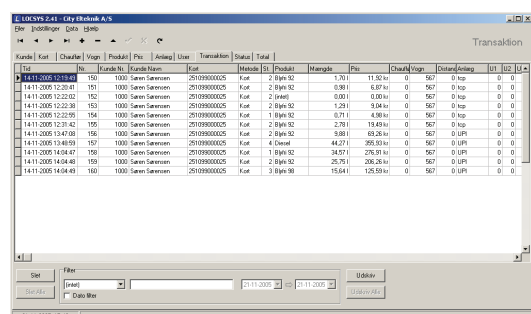 LOCSYS 2.41 - City Elteknik A/S
Filer Indstillinger Data Hjælp
Transaktion
Kunde Kort Chauffør Vogn Produkt Pris Anlæg User Transaktion Status Total
Tid Nr. Kunde Nr. Kunde Navn Kort Metode St Produkt Mængde Pris Vogn Anlæg U1 U2
14-11-2005 12:19:49 150 1000 Søren Sørensen 251099000025 Kort 2 Blyfri 92 1,70 l 11,92 kr 0 567 0 tcp 0 0
14-11-2005 12:20:41 151 1000 Søren Sørensen 251099000025 Kort 2 Blyfri 92 0,98 l 6,87 kr 0 567 0 tcp 0 0
14-11-2005 12:22:02 152 1000 Søren Sørensen 251099000025 Kort 2 (intet) 0,00 l 0,00 kr 0 567 0 tcp 0 0
14-11-2005 12:22:38 153 1000 Søren Sørensen 251099000025 Kort 2 Blyfri 92 1,29 l 9,04 kr 0 567 0 tcp 0 0
14-11-2005 12:22:55 154 1000 Søren Sørensen 251099000025 Kort 2 Blyfri 92 0,71 l 4,98 kr 0 567 0 tcp 0 0
14-11-2005 12:31:42 155 1000 Søren Sørensen 251099000025 Kort 2 Blyfri 92 2,78 l 19,49 kr 0 567 0 tcp 0 0
14-11-2005 13:47:08 156 1000 Søren Sørensen 251099000025 Kort 2 Blyfri 92 9,88 l 69,26 kr 0 567 0 UPI 0 0
14-11-2005 13:48:59 157 1000 Søren Sørensen 251099000025 Kort 4 Diesel 44,27 l 355,93 kr 0 567 0 UPI 0 0
14-11-2005 14:04:47 158 1000 Søren Sørensen 251099000025 Kort 1 Blyfri 92 34,57 l 276,91 kr 0 567 0 UPI 0 0
14-11-2005 14:04:48 159 1000 Søren Sørensen 251099000025 Kort 2 Blyfri 92 25,75 l 206,26 kr 0 567 0 UPI 0 0
14-11-2005 14:04:49 160 1000 Søren Sørensen 251099000025 Kort 3 Blyfri 98 15,64 l 125,59 kr 0 567 0 UPI 0 0
Slet
Slet Alle
Filter
(intet)
Dato filter
21-11-2005
21-11-2005
Udskriv
Udskriv Alle